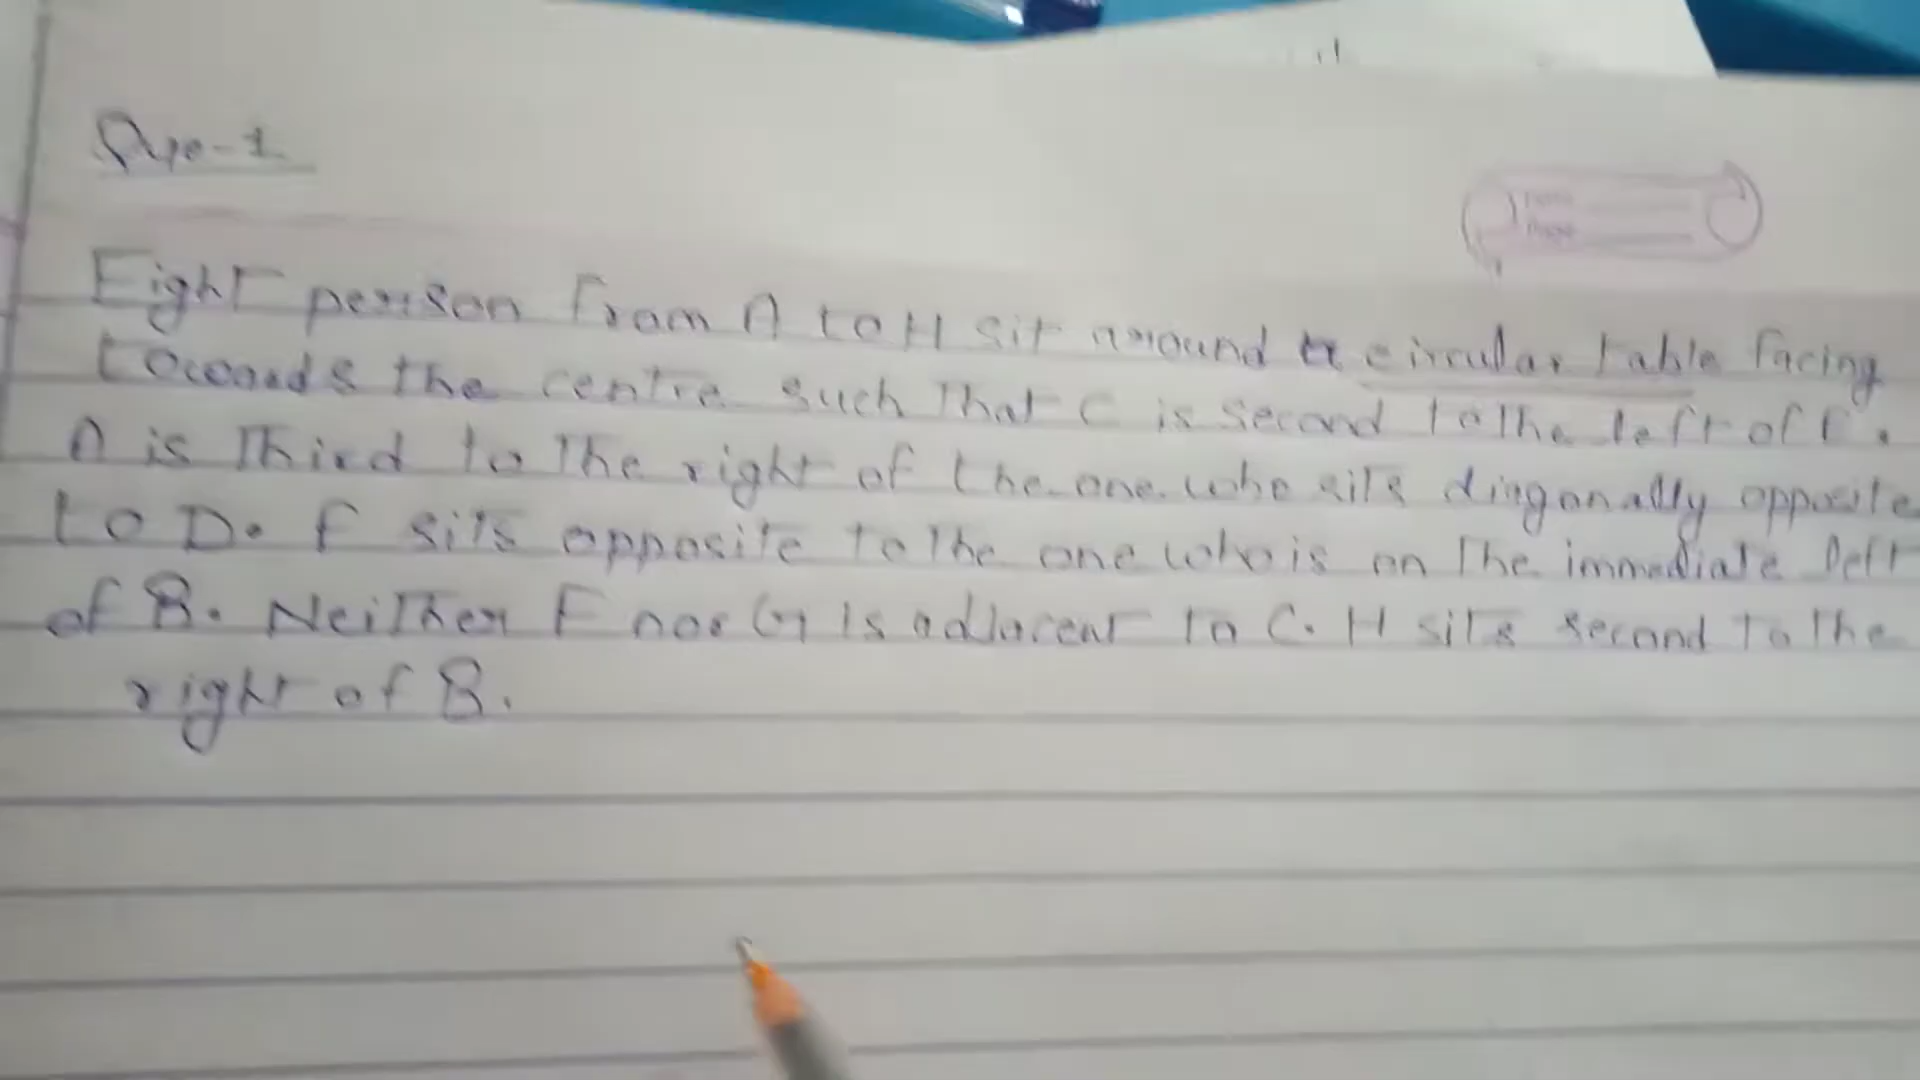 Que-1
Eight person from A to H sit around a circular table facing
towards the centre such that C is second to the left of
A is Third to the right of the one who sits diagonally opposite
to D. F sits opposite to the one who is on the immediate left
of B. Neither F nor G is adjacent to C. H sits second to the
right of B.